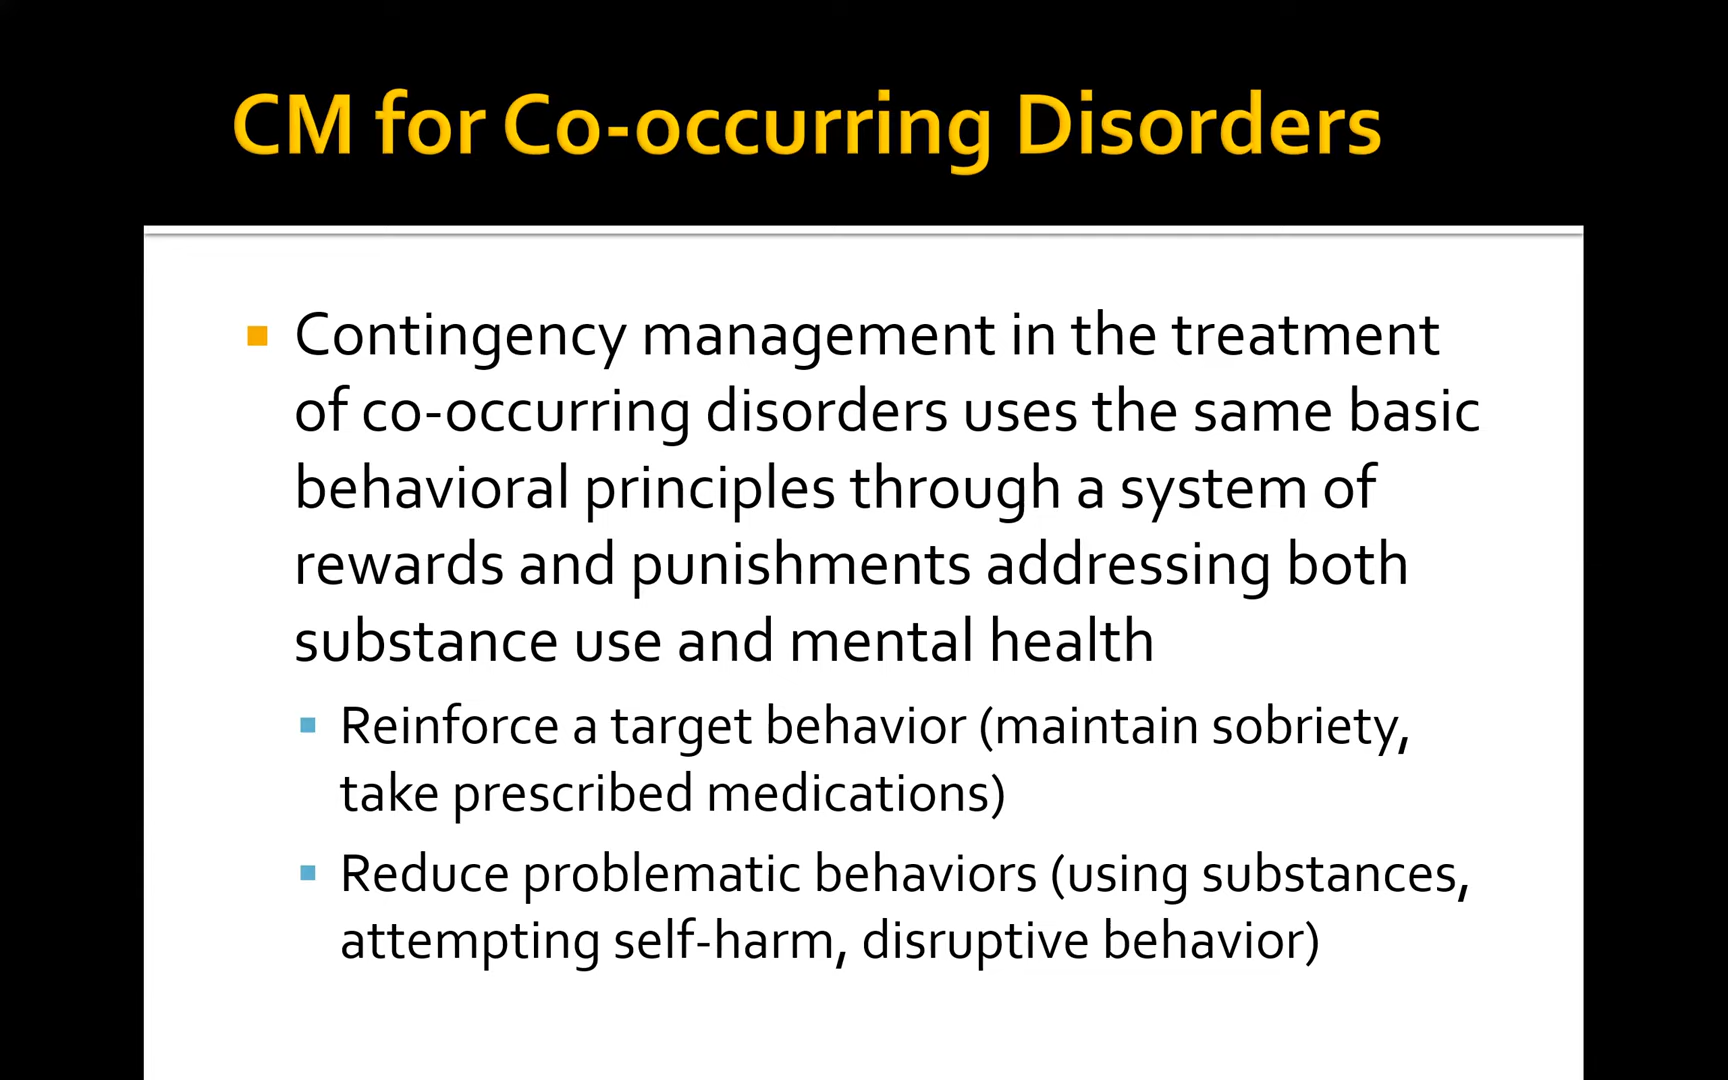 CM for Co-occurring Disorders
Contingency management in the treatment
of co-occurring disorders uses the same basic
behavioral principles through a system of
rewards and punishments addressing both
substance use and mental health
Reinforce a target behavior (maintain sobriety,
take prescribed medications)
Reduce problematic behaviors (using substances,
attempting self-harm, disruptive behavior)